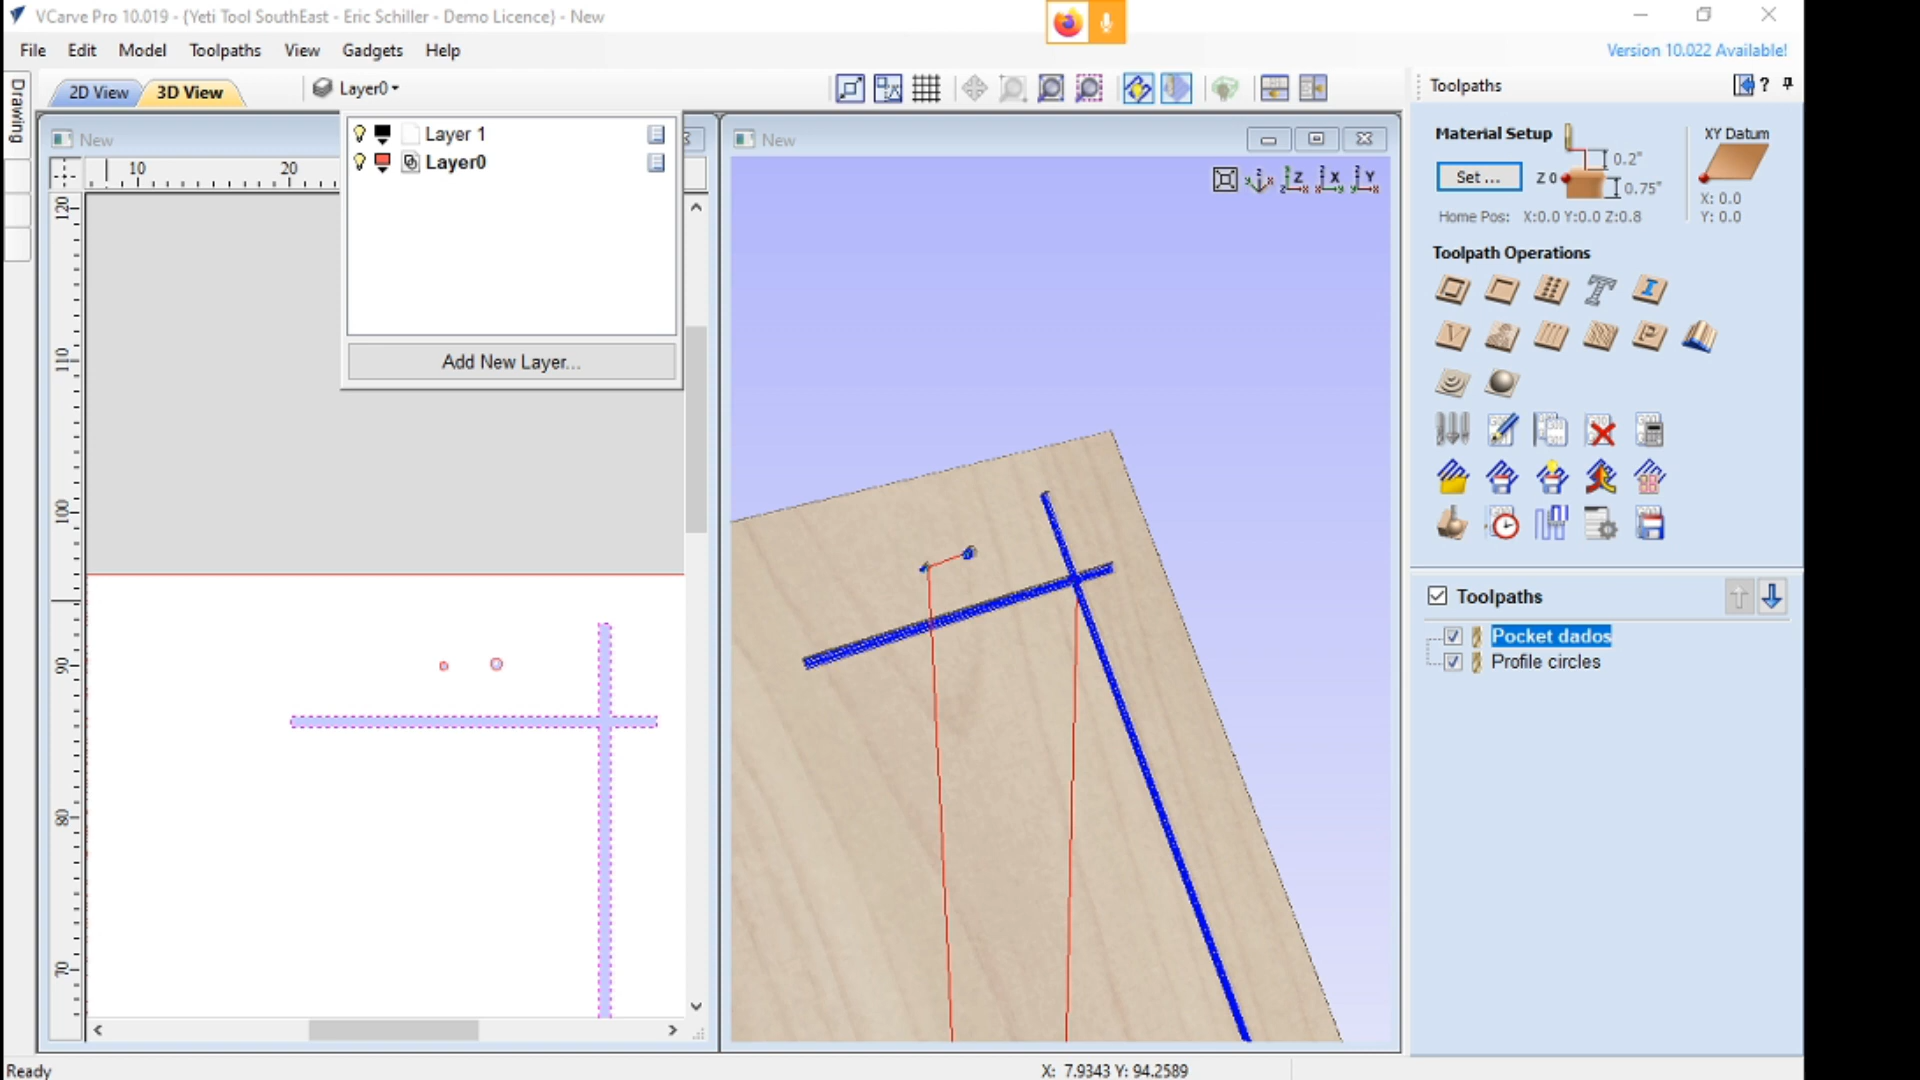 VCarve Pro 10.019 - {Yeti Tool SouthEast - Eric Schiller - Demo Licence} - New
File Edit Model Toolpaths View Gadgets Help
Version 10.022 Available!
Drawing
2D View
3D View
Layer0
Layer 1
Layer0
Add New Layer...
New
10
20
120
110
100
90
80
70
New
Z
X
Y
Toolpaths
?
Material Setup
Set ...
Z 0
0.2"
0.75"
XY Datum
X: 0.0
Y: 0.0
Home Pos: X:0.0 Y:0.0 Z:0.8
Toolpath Operations
Toolpaths
Pocket dados
Profile circles
Ready
X: 7.9343 Y: 94.2589